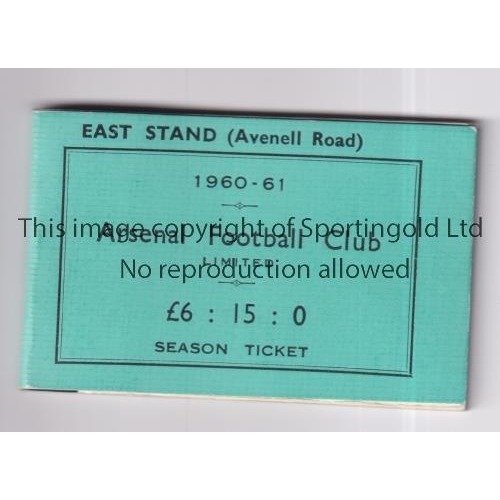 EAST STAND (Avenell Road)
1960-61
This image copyright of Sportingold Ltd
Arsenal Football Club
LIMITED
No reproduction allowed
£6 : 15 : 0
SEASON TICKET